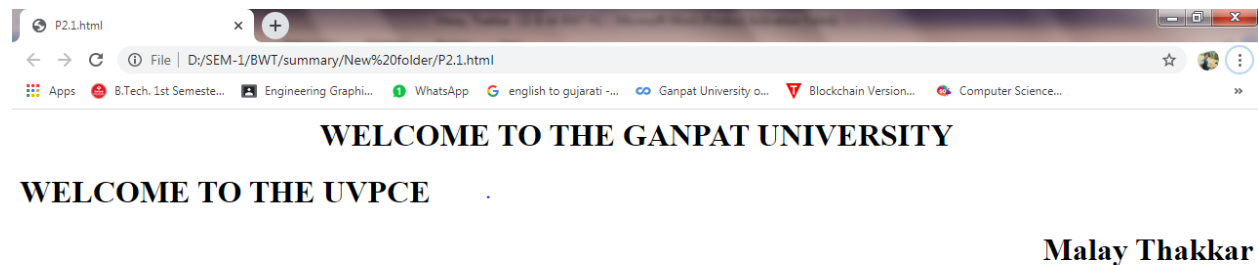 P2.1.html
File | D:/SEM-1/BWT/summary/New%20folder/P2.1.html
Apps B.Tech. 1st Semeste... Engineering Graphi... WhatsApp english to gujarati -... Ganpat University o... Blockchain Version... Computer Science...
WELCOME TO THE GANPAT UNIVERSITY
WELCOME TO THE UVPCE
Malay Thakkar